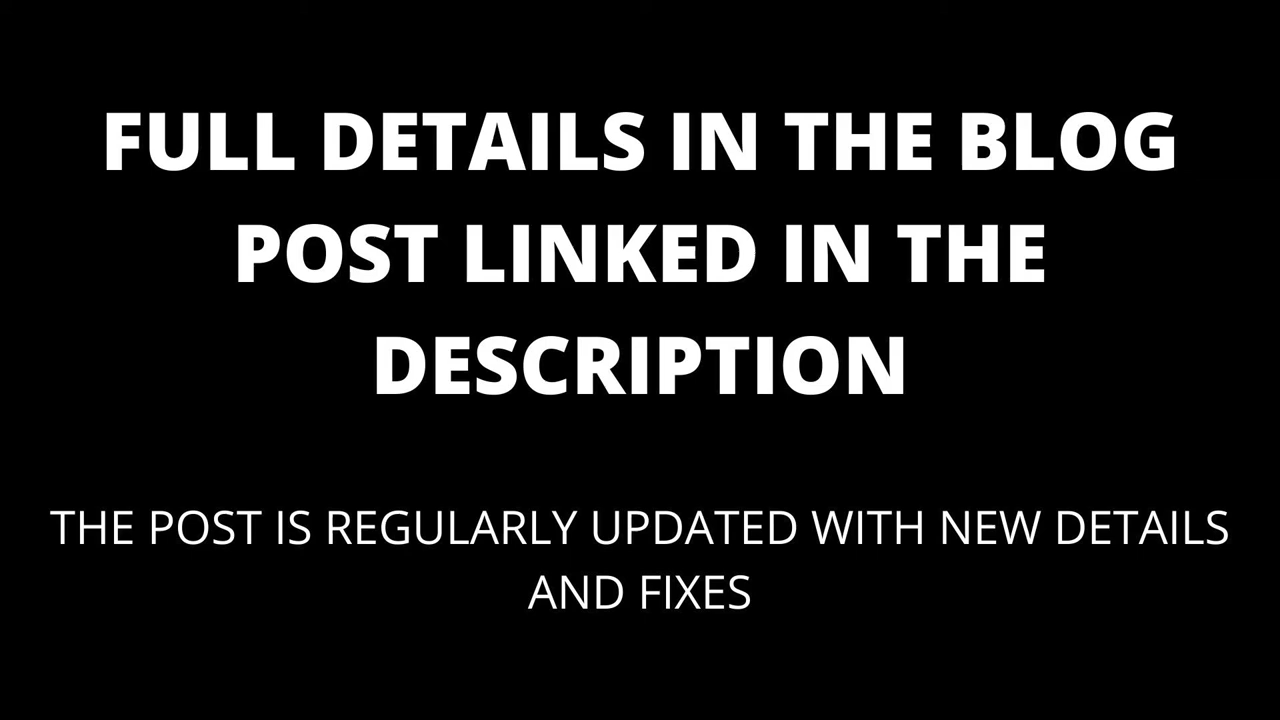 FULL DETAILS IN THE BLOG
POST LINKED IN THE
DESCRIPTION
THE POST IS REGULARLY UPDATED WITH NEW DETAILS
AND FIXES